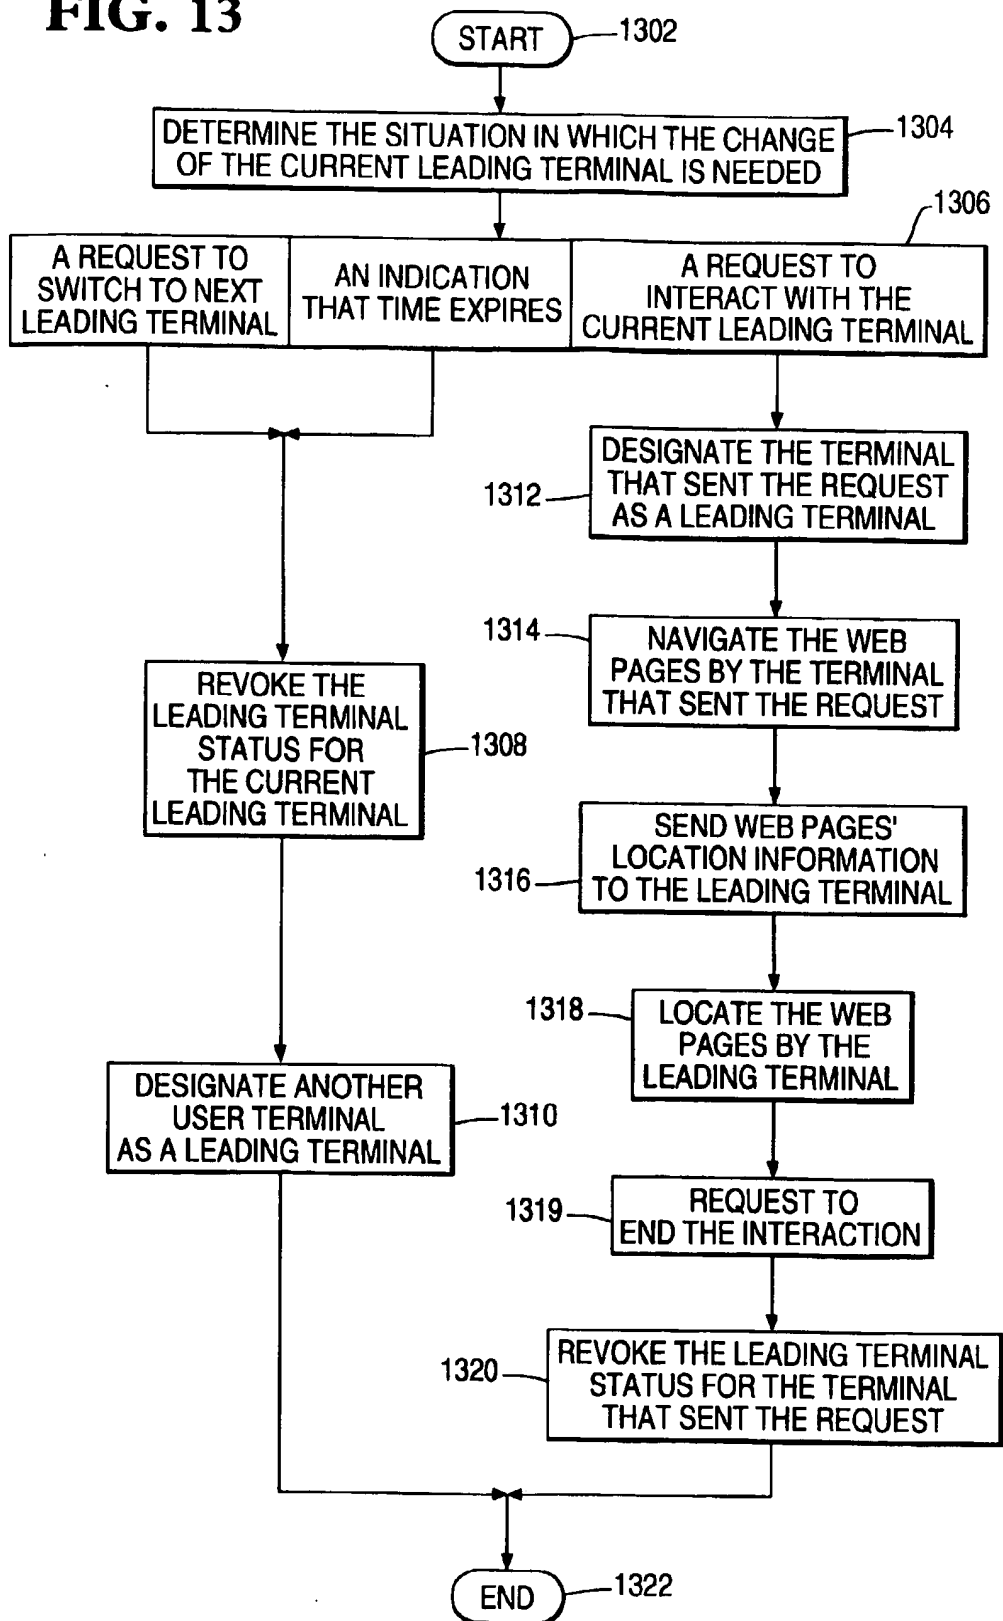 FIG. 13
START
1302
DETERMINE THE SITUATION IN WHICH THE CHANGE
OF THE CURRENT LEADING TERMINAL IS NEEDED
1304
1306
A REQUEST TO
SWITCH TO NEXT
LEADING TERMINAL
AN INDICATION
THAT TIME EXPIRES
A REQUEST TO
INTERACT WITH THE
CURRENT LEADING TERMINAL
1312
DESIGNATE THE TERMINAL
THAT SENT THE REQUEST
AS A LEADING TERMINAL
1314
NAVIGATE THE WEB
PAGES BY THE TERMINAL
THAT SENT THE REQUEST
REVOKE THE
LEADING TERMINAL
STATUS FOR
THE CURRENT
LEADING TERMINAL
1308
1316
SEND WEB PAGES'
LOCATION INFORMATION
TO THE LEADING TERMINAL
1318
LOCATE THE WEB
PAGES BY THE
LEADING TERMINAL
DESIGNATE ANOTHER
USER TERMINAL
AS A LEADING TERMINAL
1310
1319
REQUEST TO
END THE INTERACTION
1320
REVOKE THE LEADING TERMINAL
STATUS FOR THE TERMINAL
THAT SENT THE REQUEST
END
1322